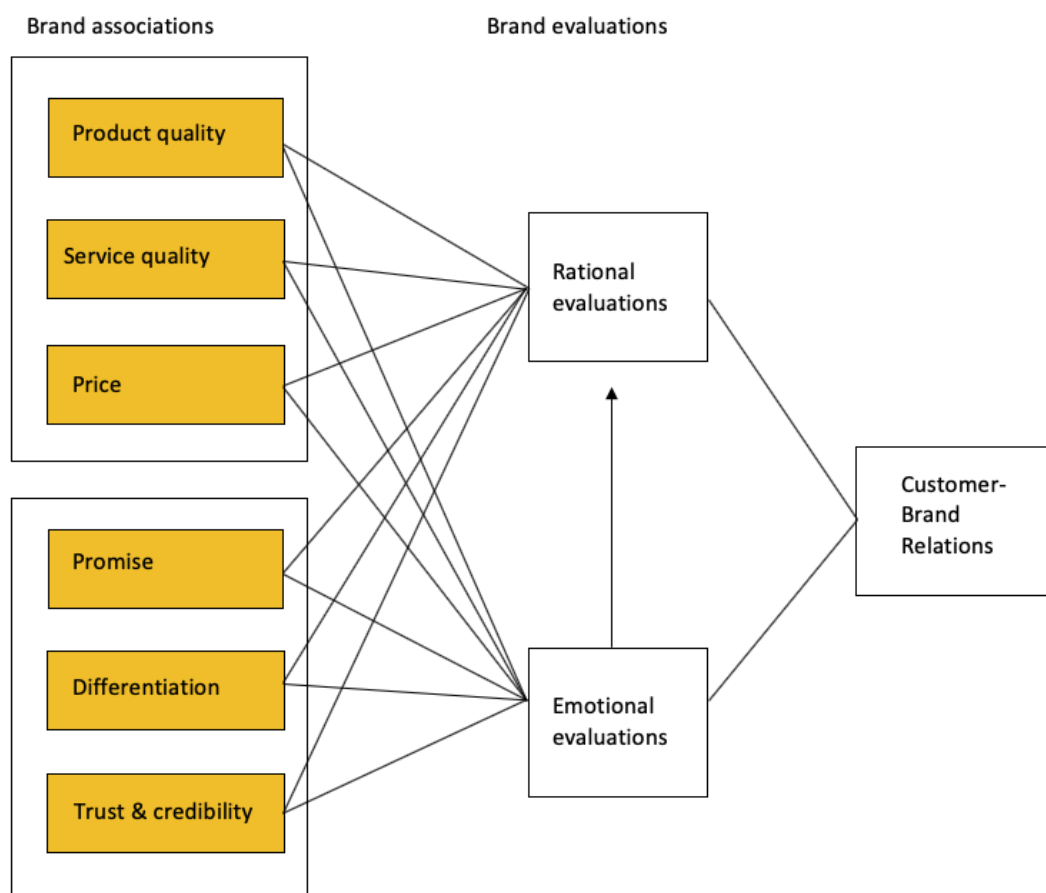 Brand associations
Brand evaluations
Product quality
Service quality
Price
Promise
Differentiation
Trust & credibility
Rational
evaluations
Emotional
evaluations
Customer-
Brand
Relations